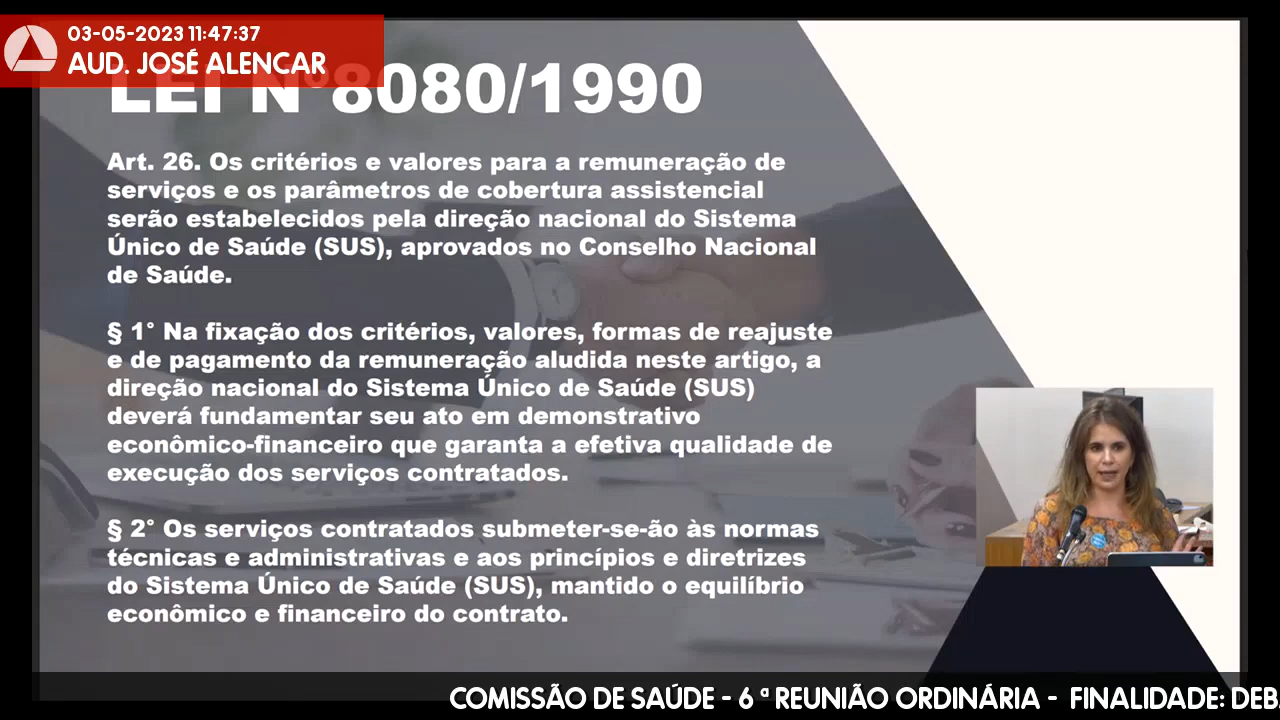 03-05-2023 11:47:37
AUD. JOSÉ ALENCAR
LEI Nº8080/1990
Art. 26. Os critérios e valores para a remuneração de
serviços e os parâmetros de cobertura assistencial
serão estabelecidos pela direção nacional do Sistema
Único de Saúde (SUS), aprovados no Conselho Nacional
de Saúde.
§ 1° Na fixação dos critérios, valores, formas de reajuste
e de pagamento da remuneração aludida neste artigo, a
direção nacional do Sistema Único de Saúde (SUS)
deverá fundamentar seu ato em demonstrativo
econômico-financeiro que garanta a efetiva qualidade de
execução dos serviços contratados.
§ 2° Os serviços contratados submeter-se-ão às normas
técnicas e administrativas e aos princípios e diretrizes
do Sistema Único de Saúde (SUS), mantido o equilíbrio
econômico e financeiro do contrato.
COMISSÃO DE SAÚDE - 6 ª REUNIÃO ORDINÁRIA - FINALIDADE: DEB